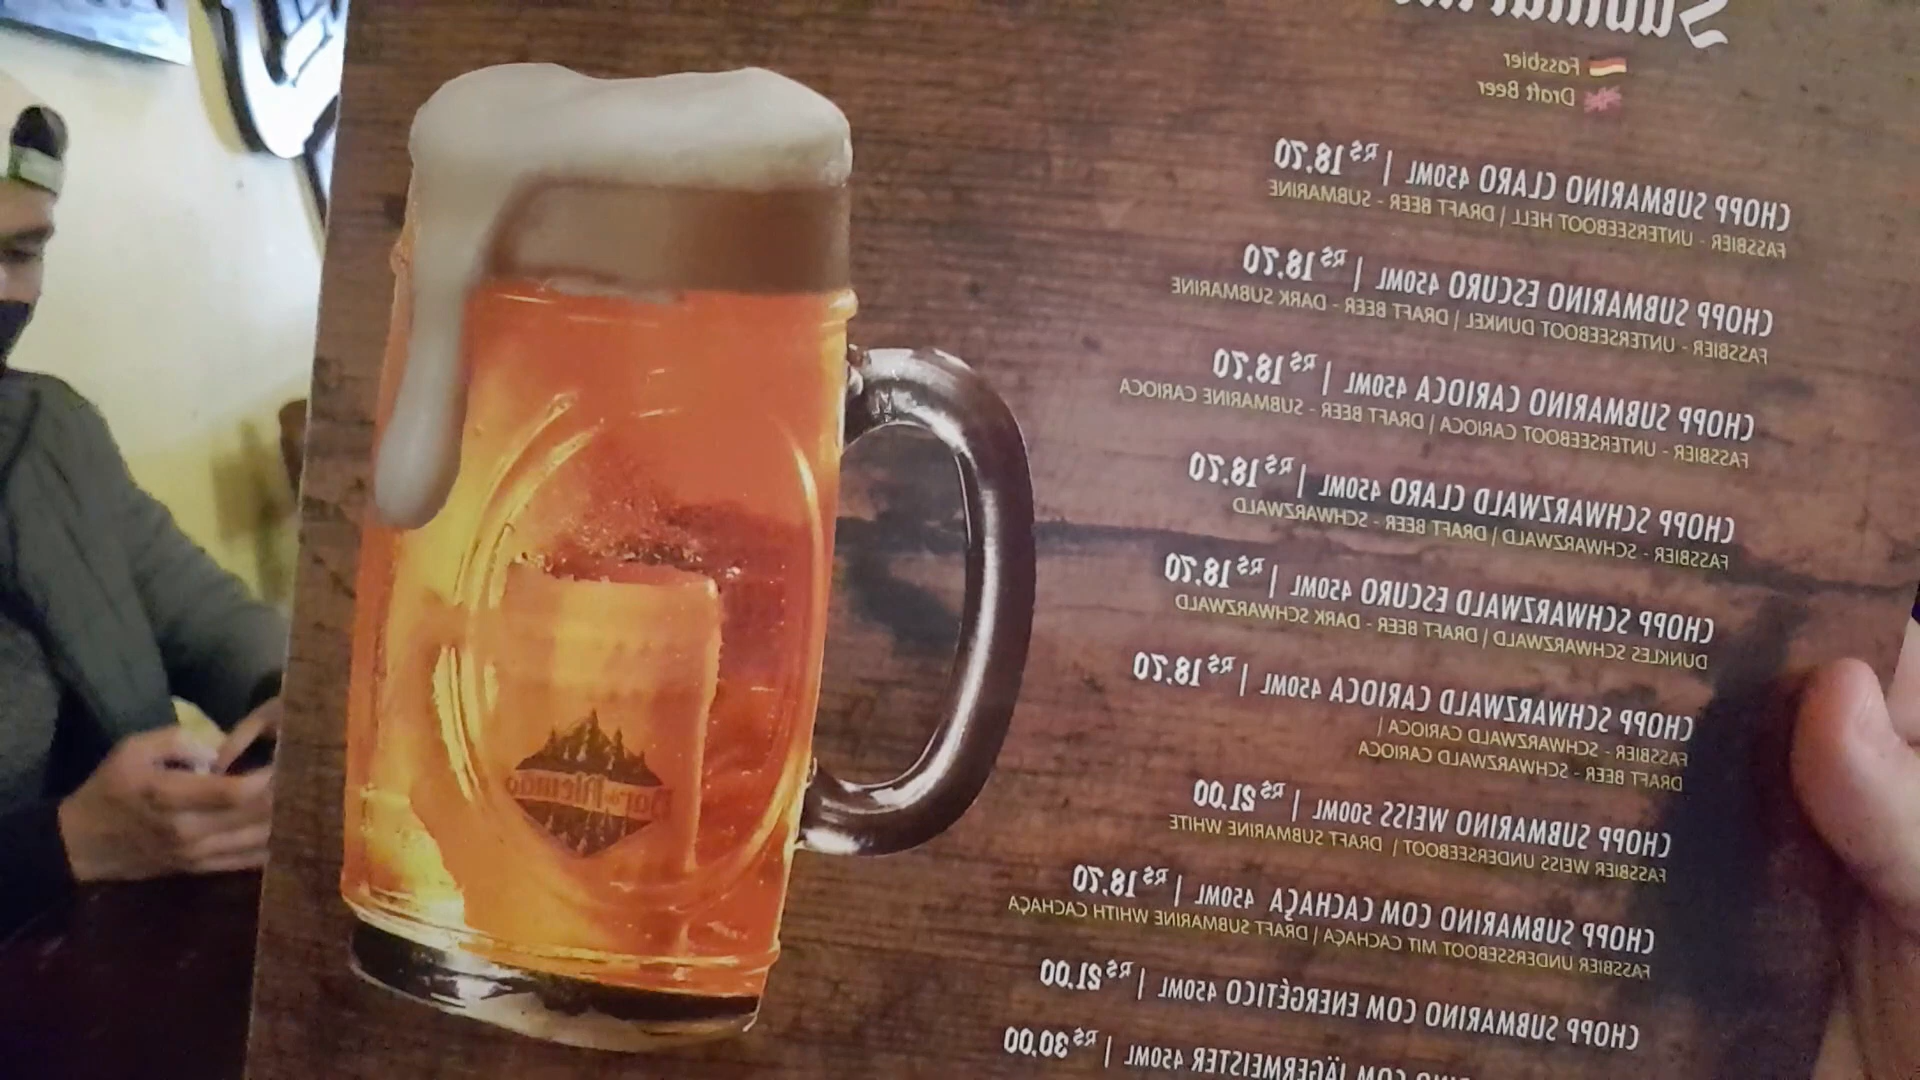 Fassbier
Draft Beer
CHOPP SUBMARINO CLARO 450ML | R$ 18.70
FASSBIER - UNTERSEEBOOT HELL | DRAFT BEER - SUBMARINE
CHOPP SUBMARINO ESCURO 450ML | R$ 18.70
FASSBIER - UNTERSEEBOOT DUNKEL | DRAFT BEER - DARK SUBMARINE
CHOPP SUBMARINO CARIOCA 450ML | R$ 18.70
FASSBIER - UNTERSEEBOOT CARIOCA | DRAFT BEER - SUBMARINE CARIOCA
CHOPP SCHWARZWALD CLARO 450ML | R$ 18.70
FASSBIER - SCHWARZWALD | DRAFT BEER - SCHWARZWALD
CHOPP SCHWARZWALD ESCURO 450ML | R$ 18.70
DUNKLES SCHWARZWALD | DRAFT BEER - DARK SCHWARZWALD
CHOPP SCHWARZWALD CARIOCA 450ML | R$ 18.70
FASSBIER - SCHWARZWALD CARIOCA |
DRAFT BEER - SCHWARZWALD CARIOCA
CHOPP SUBMARINO WEISS 500ML | R$ 21.00
FASSBIER WEISS UNDERSEEBOOT | DRAFT SUBMARINE WHITE
CHOPP SUBMARINO COM CACHAÇA 450ML | R$ 18.70
FASSBIER UNDERSSEBOOT MIT CACHAÇA | DRAFT SUBMARINE WHITH CACHAÇA
CHOPP SUBMARINO COM ENERGÉTICO 450ML | R$ 21.00
COM JÄGERMEISTER 450ML | R$ 30.00
Bar do Alemão